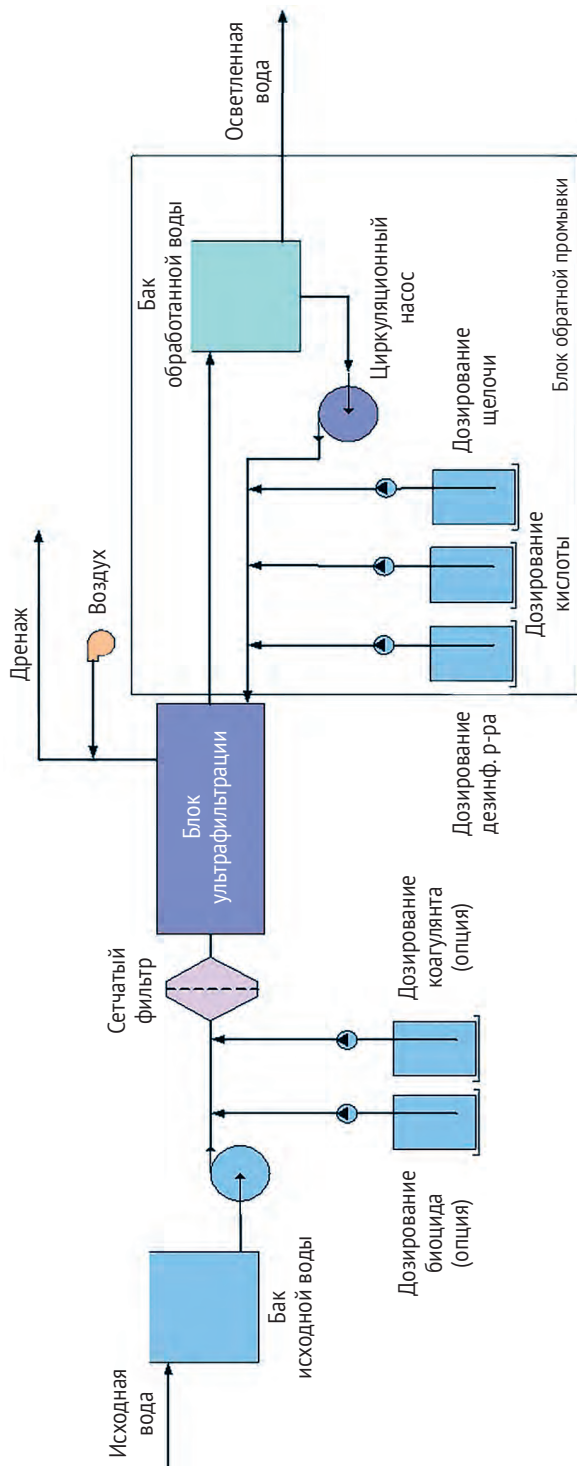 Исходная
вода
Бак
исходной воды
Дозирование
биоцида
(опция)
Дозирование
коагулянта
(опция)
Сетчатый
фильтр
Блок
ультрафильтрации
Дренаж
Воздух
Дозирование
дезинф. р-ра
Дозирование
кислоты
Дозирование
щелочи
Циркуляционный
насос
Бак
обработанной воды
Осветленная
вода
Блок обратной промывки